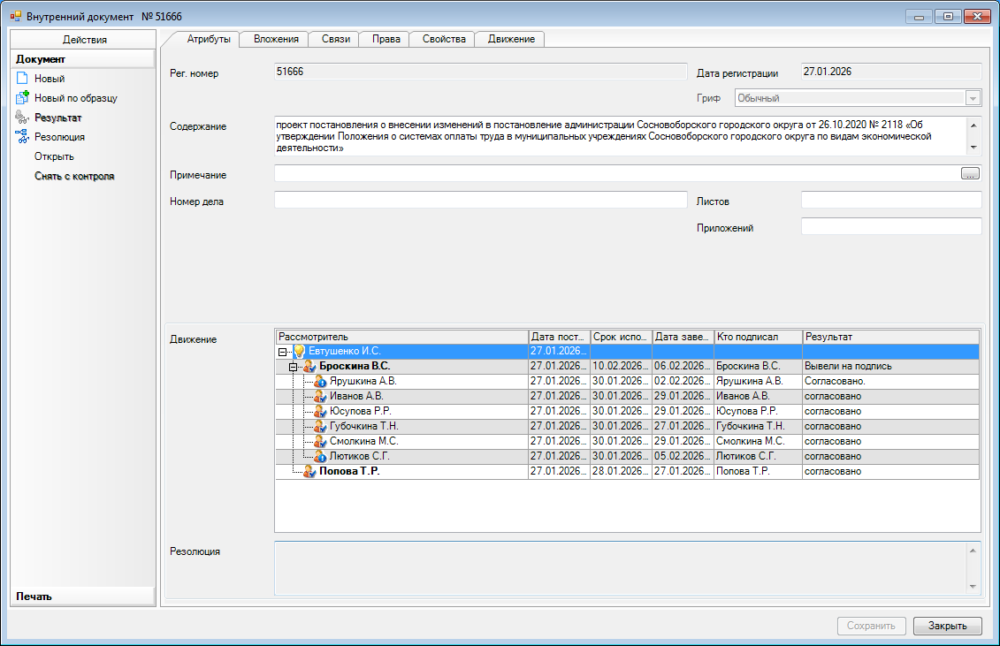 Внутренний документ № 51666
Действия
Документ
Новый
Новый по образцу
Результат
Резолюция
Открыть
Снять с контроля
Печать
Атрибуты Вложения Связи Права Свойства Движение
Рег. номер 51666 Дата регистрации 27.01.2026
Гриф Обычный
Содержание
проект постановления о внесении изменений в постановление администрации Сосновоборского городского округа от 26.10.2020 № 2118 «Об
утверждении Положения о системах оплаты труда в муниципальных учреждениях Сосновоборского городского округа по видам экономической
деятельности»
Примечание ...
Номер дела Листов
Приложений
Движение
Рассмотритель Дата пост... Срок испо... Дата заве... Кто подписал Результат
Евтушенко И.С. 27.01.2026...
Броскина В.С. 27.01.2026... 10.02.2026... 06.02.2026... Броскина В.С. Вывели на подпись
Ярушкина А.В. 27.01.2026... 30.01.2026... 02.02.2026... Ярушкина А.В. Согласовано.
Иванов А.В. 27.01.2026... 30.01.2026... 29.01.2026... Иванов А.В. согласовано
Юсупова Р.Р. 27.01.2026... 30.01.2026... 29.01.2026... Юсупова Р.Р. согласовано
Губочкина Т.Н. 27.01.2026... 30.01.2026... 27.01.2026... Губочкина Т.Н. согласовано
Смолкина М.С. 27.01.2026... 30.01.2026... 29.01.2026... Смолкина М.С. согласовано
Лютиков С.Г. 27.01.2026... 30.01.2026... 05.02.2026... Лютиков С.Г. согласовано
Попова Т.Р. 27.01.2026... 28.01.2026... 27.01.2026... Попова Т.Р. согласовано
Резолюция
Сохранить Закрыть